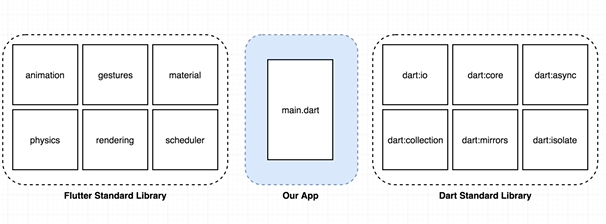 animation
gestures
material
physics
rendering
scheduler
Flutter Standard Library
main.dart
Our App
dart:io
dart:core
dart:async
dart:collection
dart:mirrors
dart:isolate
Dart Standard Library